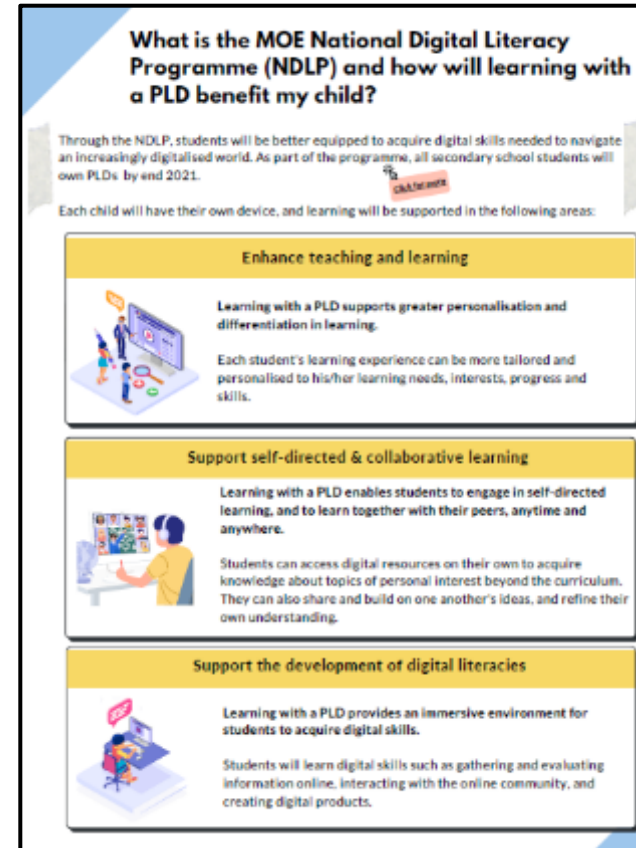 What is the MOE National Digital Literacy
Programme (NDLP) and how will learning with
a PLD benefit my child?
Through the NDLP, students will be better equipped to acquire digital skills needed to navigate
an increasingly digitalised world. As part of the programme, all secondary school students will
own PLDs by end 2021.
Click for more
Each child will have their own device, and learning will be supported in the following areas:
Enhance teaching and learning
Learning with a PLD supports greater personalisation and
differentiation in learning.
Each student's learning experience can be more tailored and
personalised to his/her learning needs, interests, progress and
skills.
Support self-directed & collaborative learning
Learning with a PLD enables students to engage in self-directed
learning, and to learn together with their peers, anytime and
anywhere.
Students can access digital resources on their own to acquire
knowledge about topics of personal interest beyond the curriculum.
They can also share and build on one another's ideas, and refine their
own understanding.
Support the development of digital literacies
Learning with a PLD provides an immersive environment for
students to acquire digital skills.
Students will learn digital skills such as gathering and evaluating
information online, interacting with the online community, and
creating digital products.